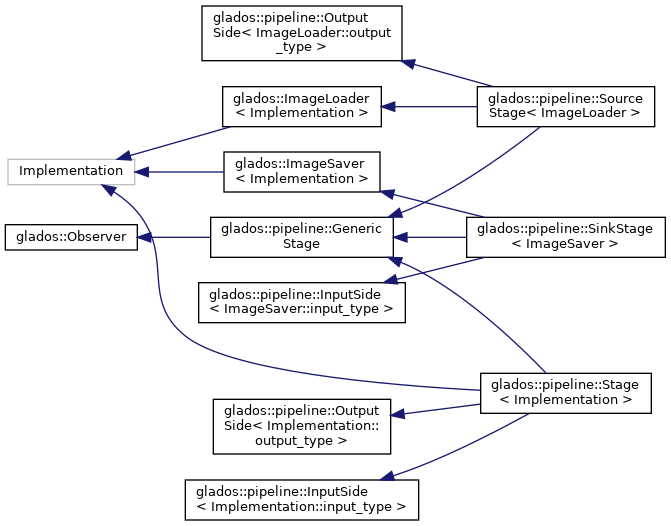 glados::pipeline::Output
Side< ImageLoader::output
_type >
glados::ImageLoader
< Implementation >
glados::pipeline::Source
Stage< ImageLoader >
Implementation
glados::ImageSaver
< Implementation >
glados::Observer
glados::pipeline::Generic
Stage
glados::pipeline::SinkStage
< ImageSaver >
glados::pipeline::InputSide
< ImageSaver::input_type >
glados::pipeline::Stage
< Implementation >
glados::pipeline::Output
Side< Implementation::
output_type >
glados::pipeline::InputSide
< Implementation::input_type >